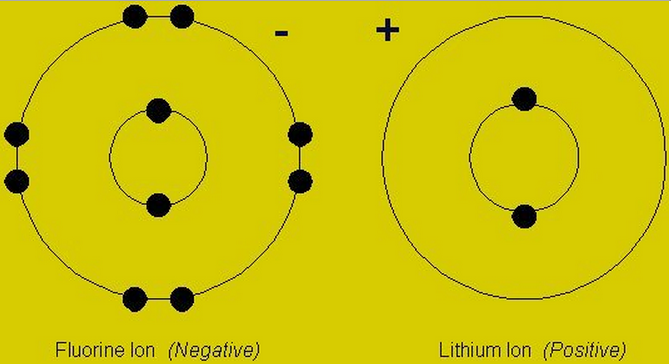 - +
Fluorine Ion (Negative) Lithium Ion (Positive)